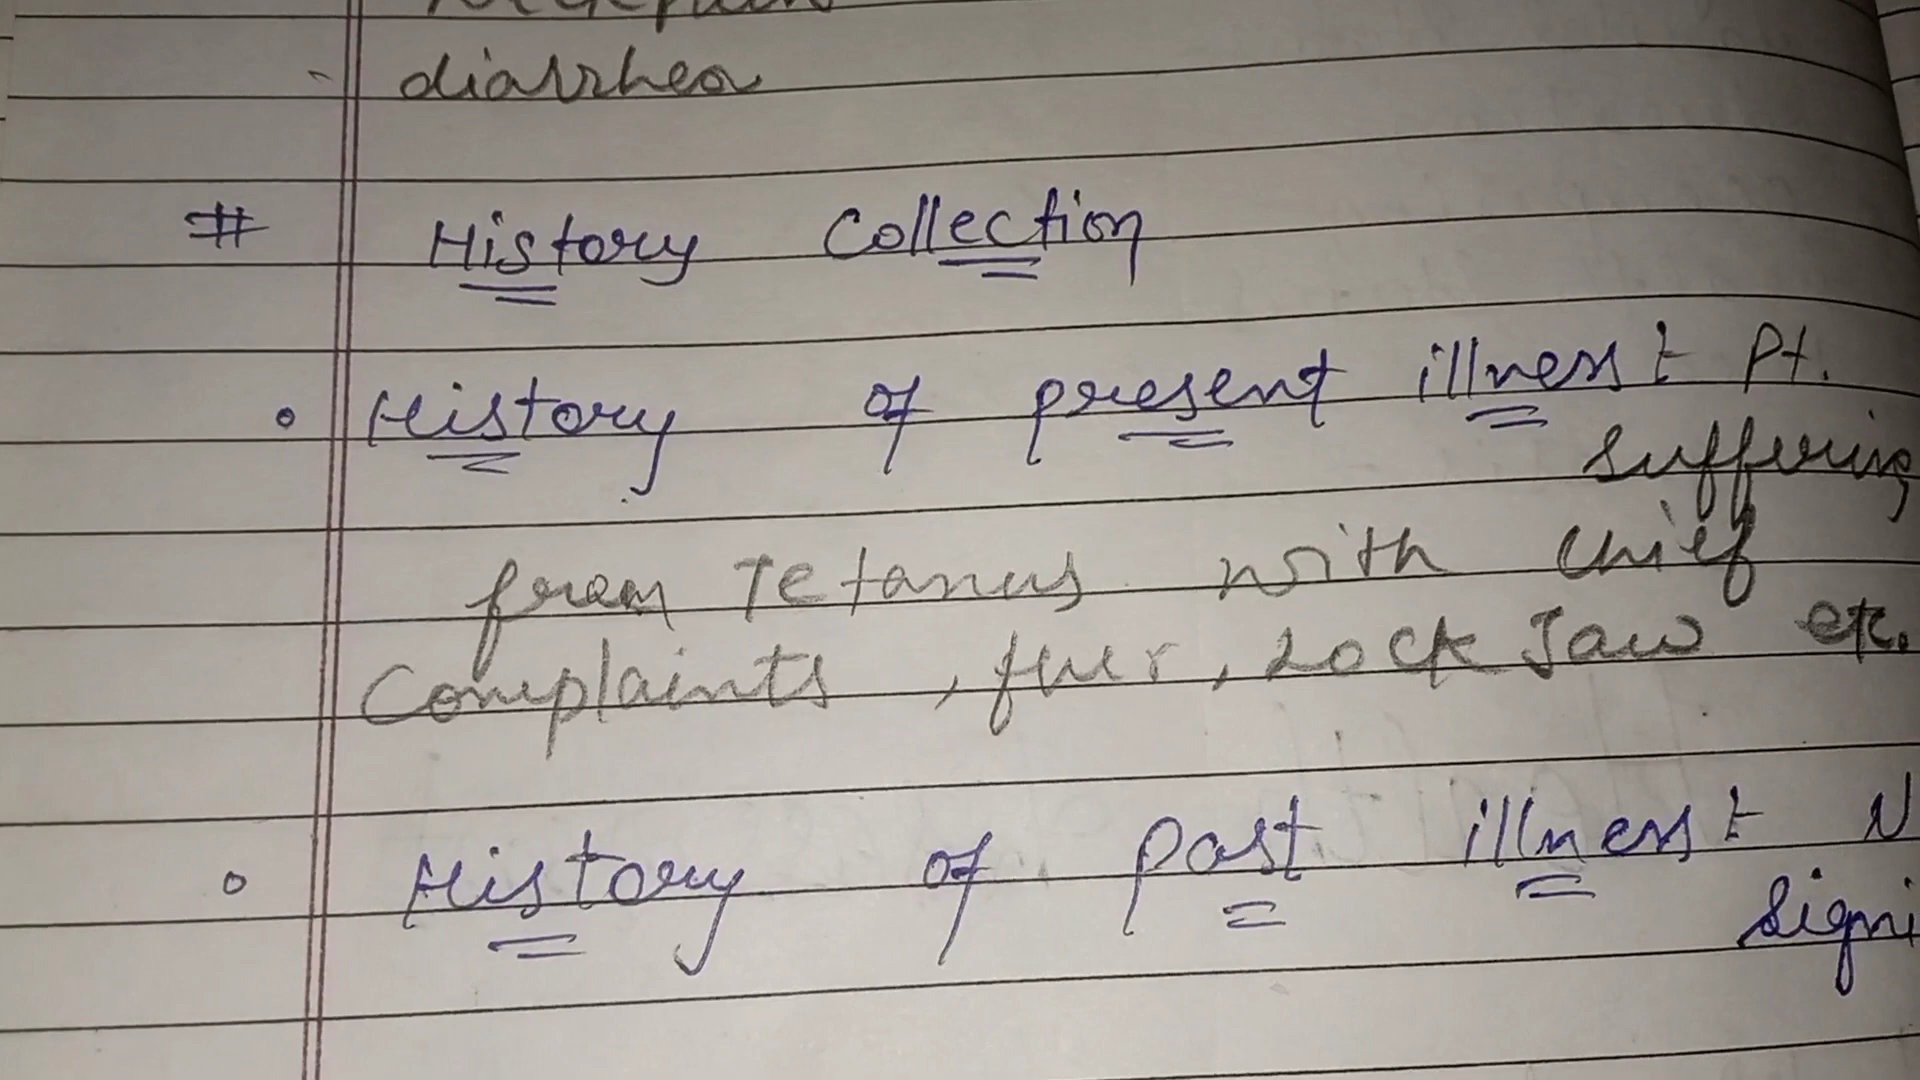 - diarrhea
# History Collection
• History of present illness :- Pt.
suffering
from Tetanus with chief
complaints, fever, Lock Jaw etc.
• History of past illness :- N
signi